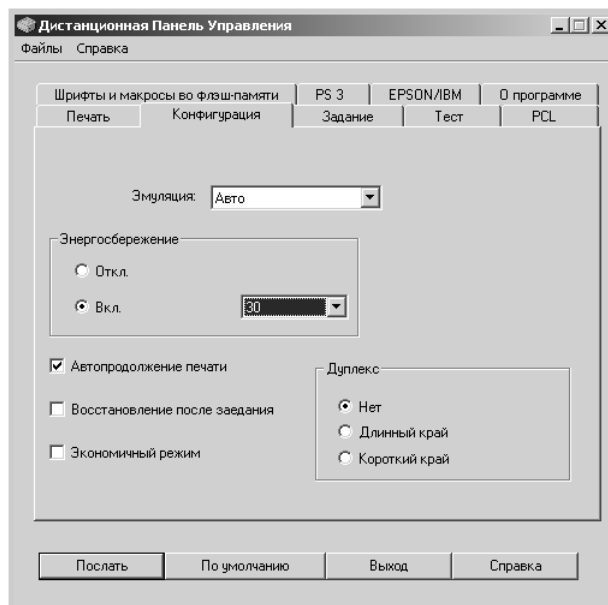 Дистанционная Панель Управления
Файлы Справка
Шрифты и макросы во флэш-памяти PS 3 EPSON/IBM О программе
Печать Конфигурация Задание Тест PCL
Эмуляция: Авто
Энергосбережение
Откл.
Вкл. 30
Автопродолжение печати
Дуплекс
Восстановление после заедания
Нет
Длинный край
Экономичный режим
Короткий край
Послать По умолчанию Выход Справка